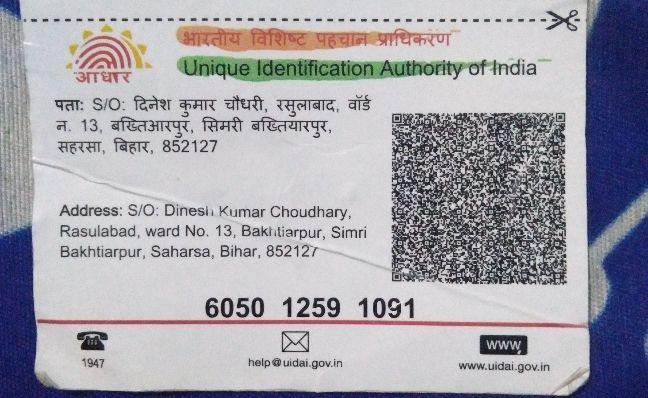 भारतीय विशिष्ट पहचान प्राधिकरण
Unique Identification Authority of India
आधार
पता: S/O: दिनेश कुमार चौधरी, रसुलाबाद, वॉर्ड
न. 13, बख्तिआरपुर, सिमरी बख्तियारपुर,
सहरसा, बिहार, 852127
Address: S/O: Dinesh Kumar Choudhary,
Rasulabad, ward No. 13, Bakhtiarpur, Simri
Bakhtiarpur, Saharsa, Bihar, 852127
6050 1259 1091
1947
help@uidai.gov.in
www
www.uidai.gov.in